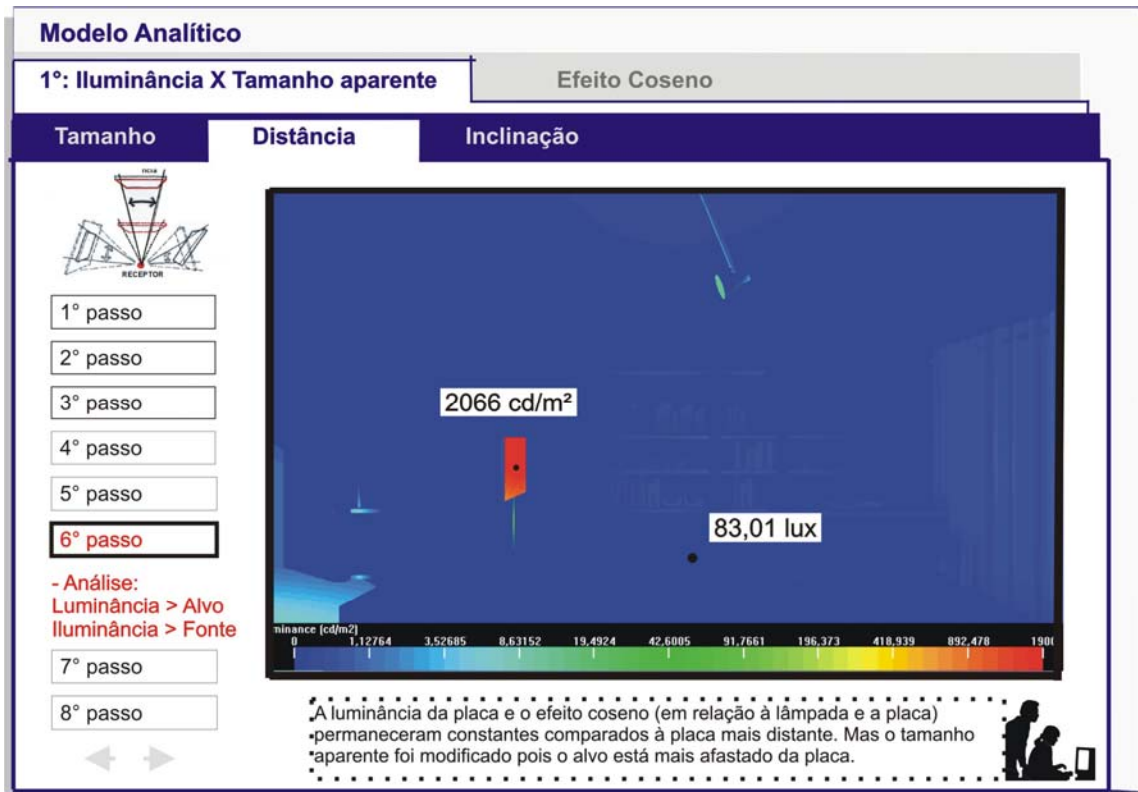 Modelo Analítico
1°: Iluminância X Tamanho aparente
Efeito Coseno
Tamanho
Distância
Inclinação
RECEPTOR
1° passo
2° passo
3° passo
4° passo
5° passo
6° passo
- Análise:
Luminância > Alvo
Iluminância > Fonte
7° passo
8° passo
2066 cd/m²
83,01 lux
minance [cd/m2]
0 1,12764 3,52685 8,63152 19,4924 42,6005 91,7661 196,373 418,939 892,478 1900
A luminância da placa e o efeito coseno (em relação à lâmpada e a placa)
permaneceram constantes comparados à placa mais distante. Mas o tamanho
aparente foi modificado pois o alvo está mais afastado da placa.